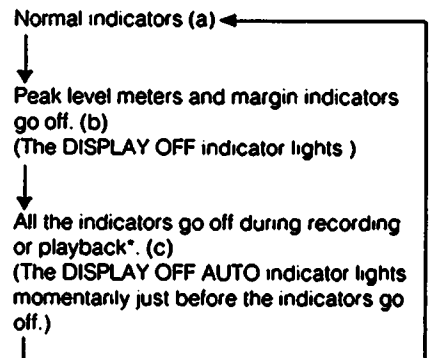 Normal indicators (a)
Peak level meters and margin indicators
go off. (b)
(The DISPLAY OFF indicator lights )
All the indicators go off during recording
or playback*. (c)
(The DISPLAY OFF AUTO indicator lights
momentarily just before the indicators go
off.)